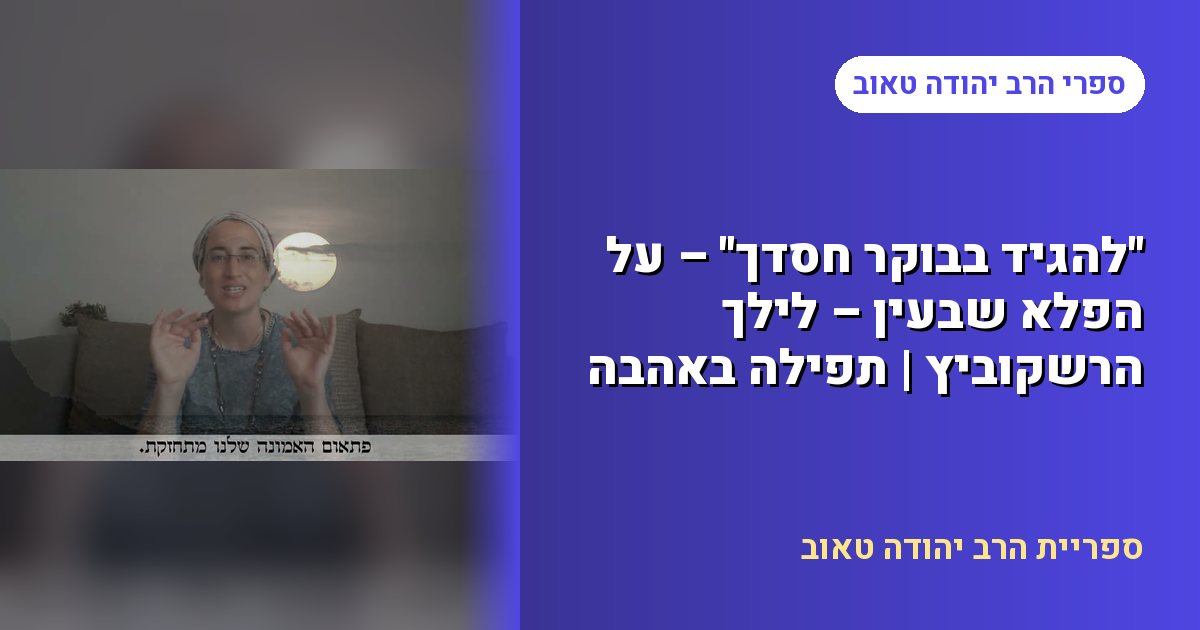 ספרי הרב יהודה טאוב
"להגיד בבוקר חסדך" – על
הפלא שבעין – לילך
הרשקוביץ | תפילה באהבה
פתאום האמונה שלנו מתחזקת.
ספריית הרב יהודה טאוב